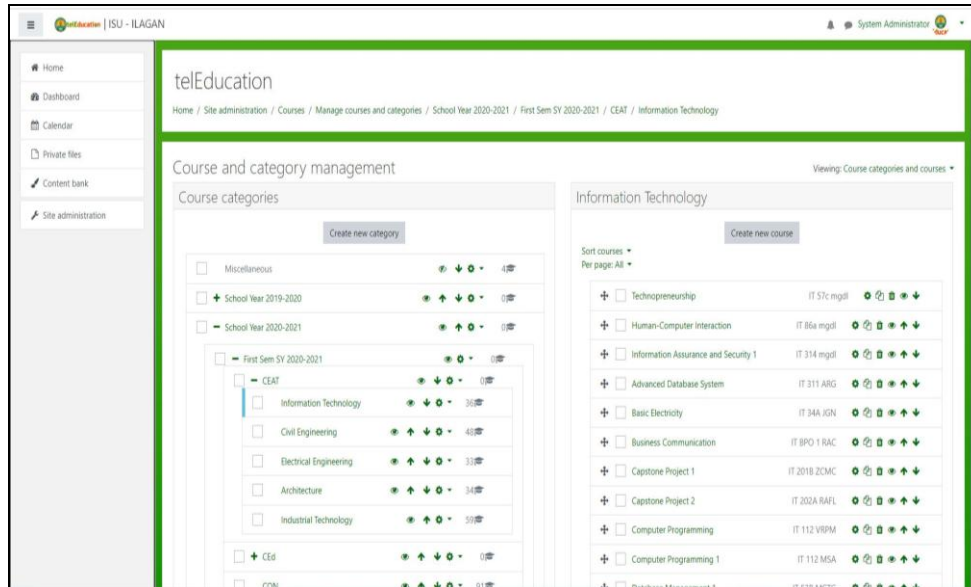 telEducation | ISU - ILAGAN
System Administrator
Home
Dashboard
Calendar
Private files
Content bank
Site administration
telEducation
Home / Site administration / Courses / Manage courses and categories / School Year 2020-2021 / First Sem SY 2020-2021 / CEAT / Information Technology
Course and category management
Viewing: Course categories and courses
Course categories
Create new category
Miscellaneous 4
School Year 2019-2020 0
School Year 2020-2021 0
First Sem SY 2020-2021 0
CEAT 0
Information Technology 36
Civil Engineering 48
Electrical Engineering 33
Architecture 34
Industrial Technology 59
CEd 0
CON 91
Information Technology
Create new course
Sort courses
Per page: All
Technopreneurship IT 57c mgdl
Human-Computer Interaction IT 86a mgdl
Information Assurance and Security 1 IT 314 mgdl
Advanced Database System IT 311 ARG
Basic Electricity IT 34A JGN
Business Communication IT BPO 1 RAC
Capstone Project 1 IT 201B ZCMC
Capstone Project 2 IT 202A RAFL
Computer Programming IT 112 VRPM
Computer Programming 1 IT 112 MSA
Database Management 1